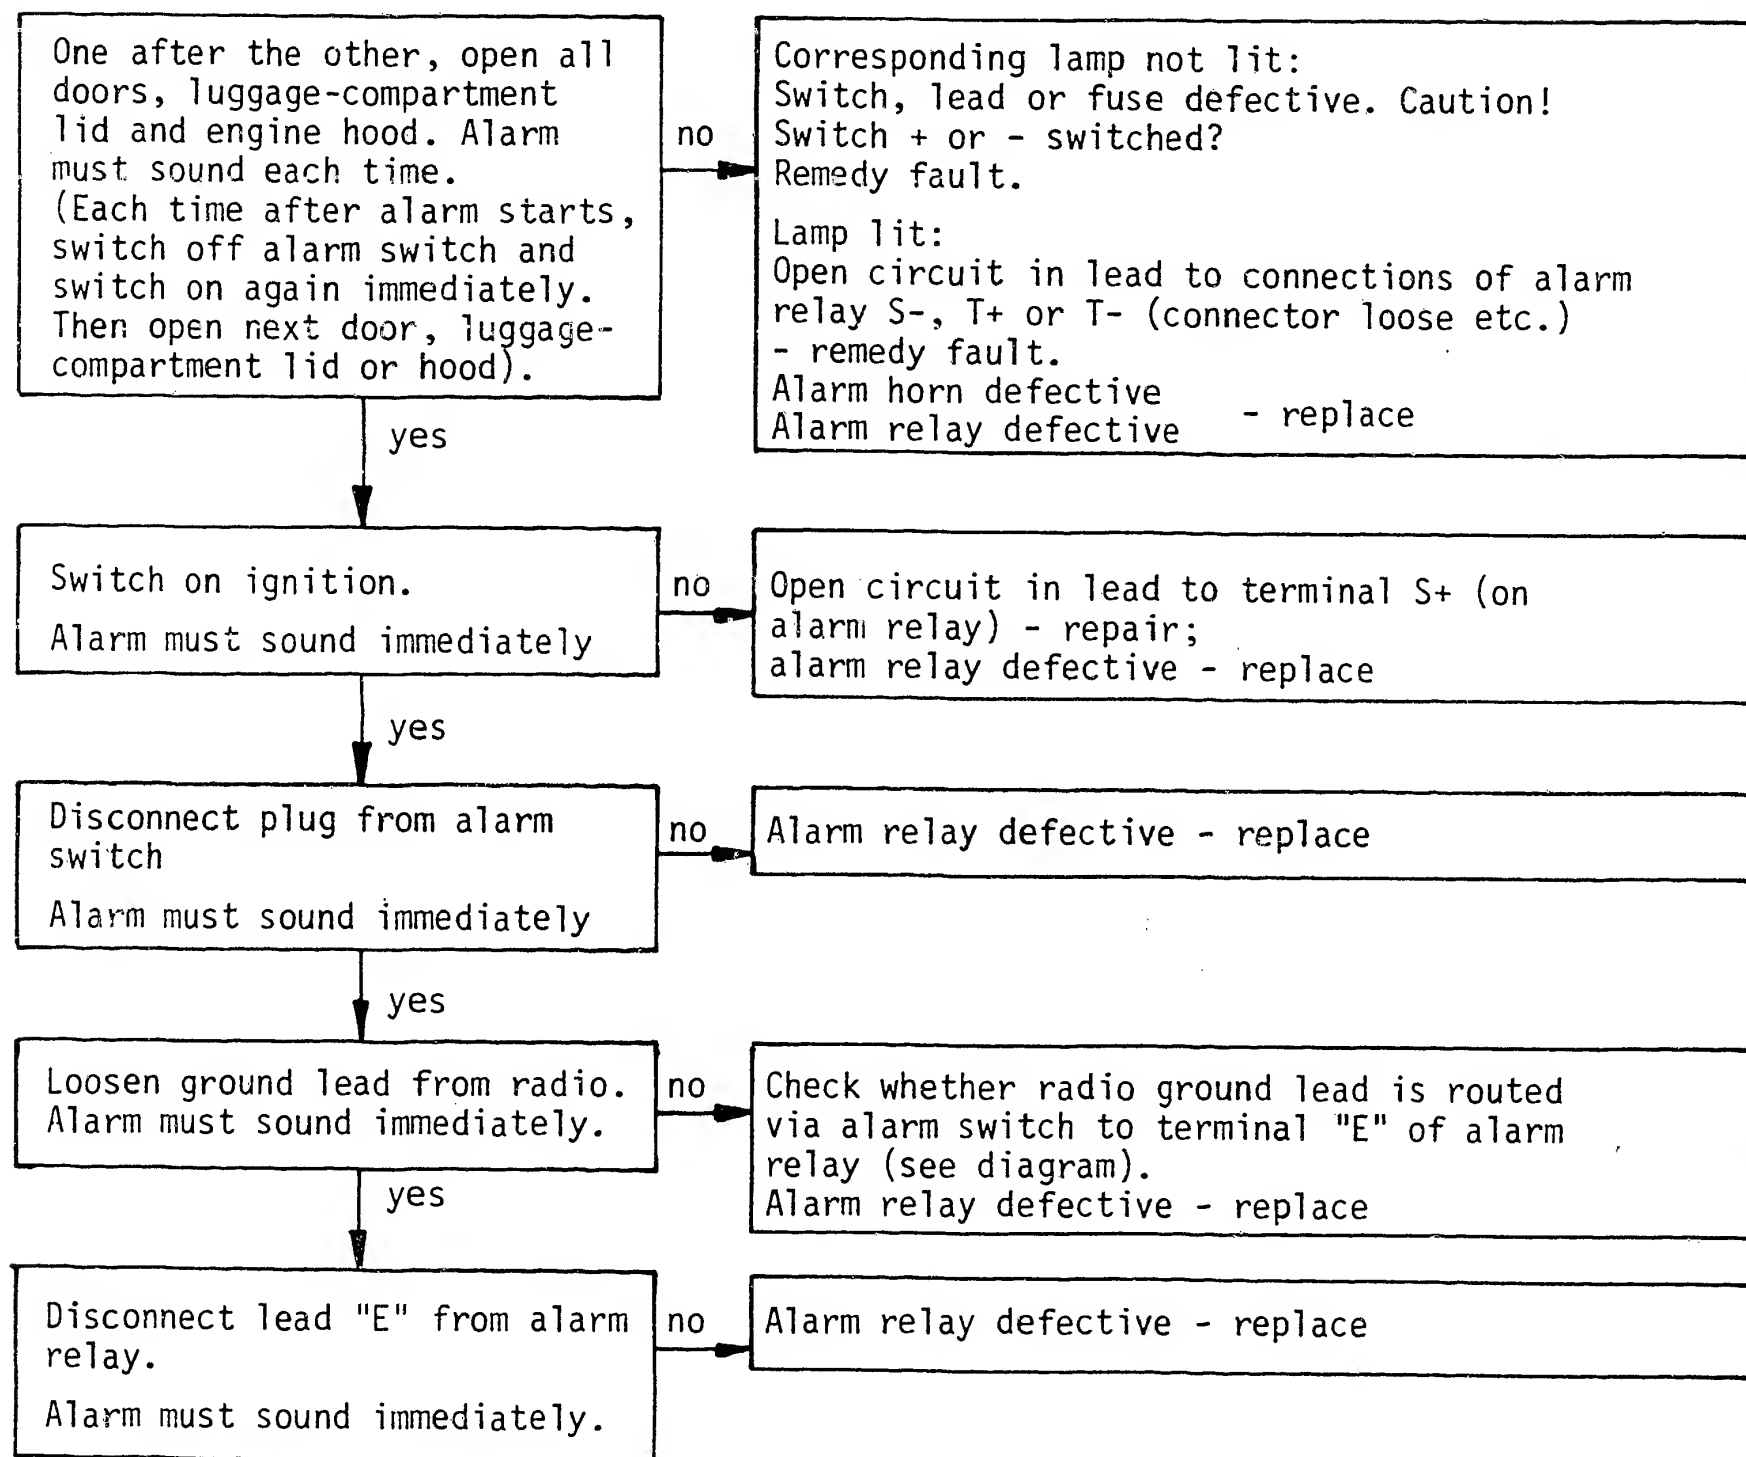 One after the other, open all
doors, luggage-compartment
lid and engine hood. Alarm
must sound each time.
(Each time after alarm starts,
switch off alarm switch and
switch on again immediately.
Then open next door, luggage-
compartment lid or hood).
no
Corresponding lamp not lit:
Switch, lead or fuse defective. Caution!
Switch + or - switched?
Remedy fault.
Lamp lit:
Open circuit in lead to connections of alarm
relay S-, T+ or T- (connector loose etc.)
- remedy fault.
Alarm horn defective
Alarm relay defective
- replace
yes
Switch on ignition.
Alarm must sound immediately
no
Open circuit in lead to terminal S+ (on
alarm relay) - repair;
alarm relay defective - replace
yes
Disconnect plug from alarm
switch
Alarm must sound immediately
no
Alarm relay defective - replace
yes
Loosen ground lead from radio.
Alarm must sound immediately.
no
Check whether radio ground lead is routed
via alarm switch to terminal "E" of alarm
relay (see diagram).
Alarm relay defective - replace
yes
Disconnect lead "E" from alarm
relay.
Alarm must sound immediately.
no
Alarm relay defective - replace